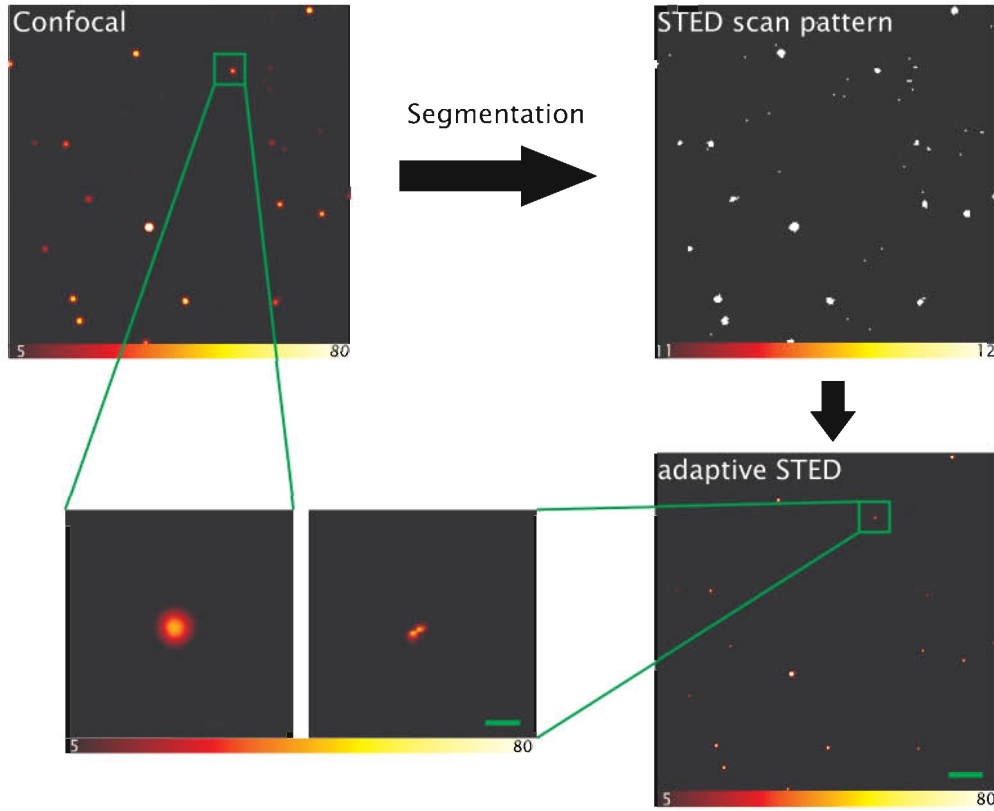 Confocal
5 80
Segmentation
STED scan pattern
11 12
adaptive STED
5 80
5 80